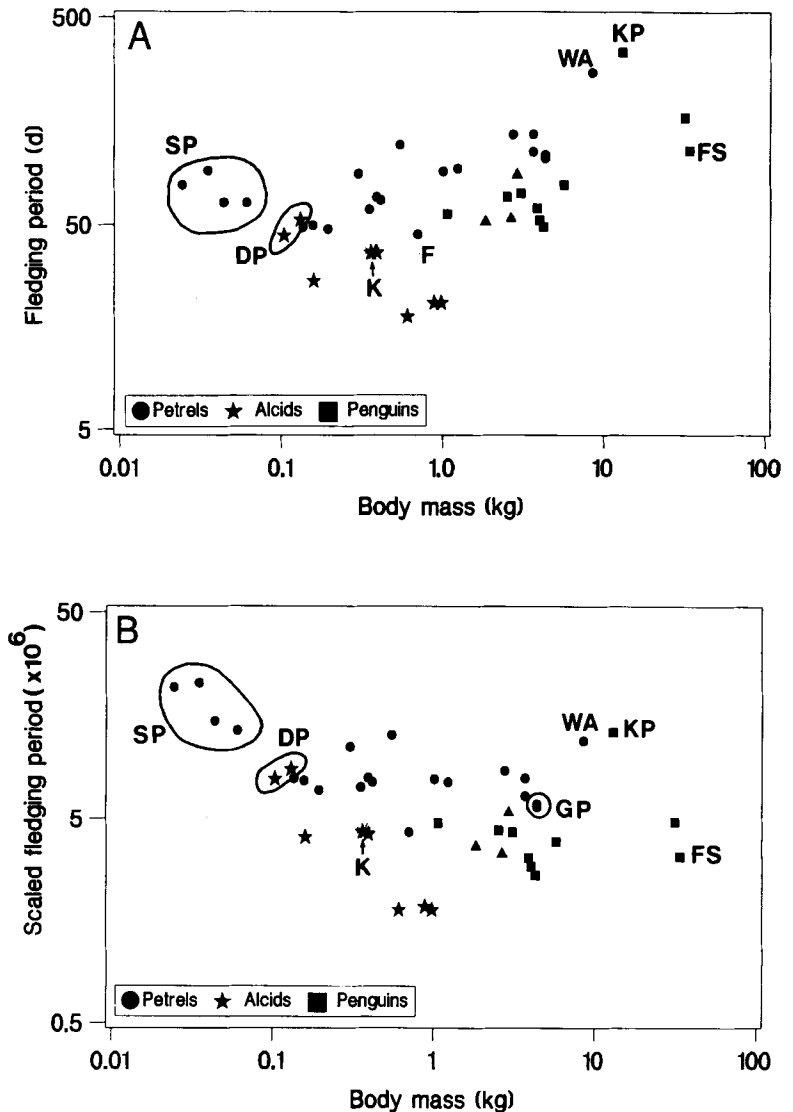 A
500
50
5
Fledging period (d)
SP
DP
K
F
WA
KP
FS
Petrels Alcids Penguins
0.01 0.1 1.0 10 100
Body mass (kg)
B
50
5
0.5
Scaled fledging period (x10⁶)
SP
DP
K
WA
KP
GP
FS
Petrels Alcids Penguins
0.01 0.1 1 10 100
Body mass (kg)